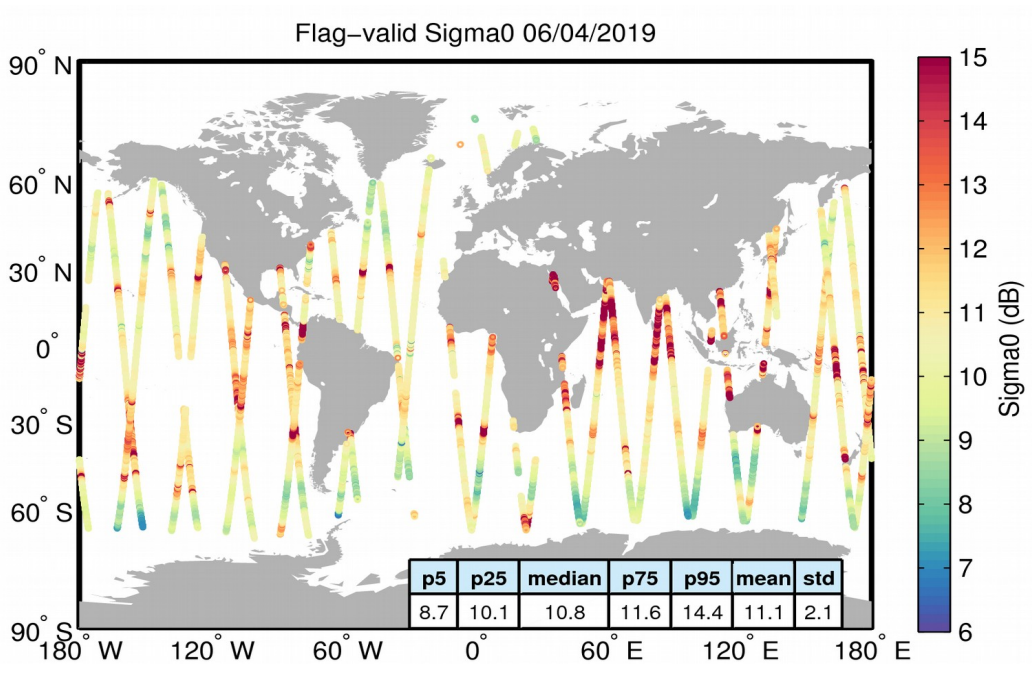 Flag−valid Sigma0 06/04/2019
90° N
60° N
30° N
0°
30° S
60° S
90° S
180° W
120° W
60° W
0°
60° E
120° E
180° E
15
14
13
12
11
10
9
8
7
6
Sigma0 (dB)
p5 p25 median p75 p95 mean std
8.7 10.1 10.8 11.6 14.4 11.1 2.1